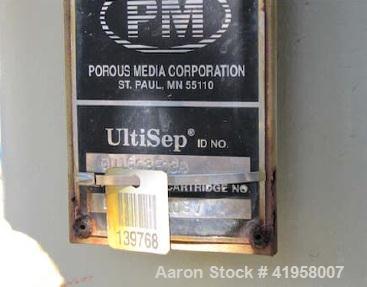 PM
POROUS MEDIA CORPORATION
ST. PAUL, MN 55110
UltiSep® ID NO.
CARTRIDGE NO.
139768
Aaron Stock # 41958007